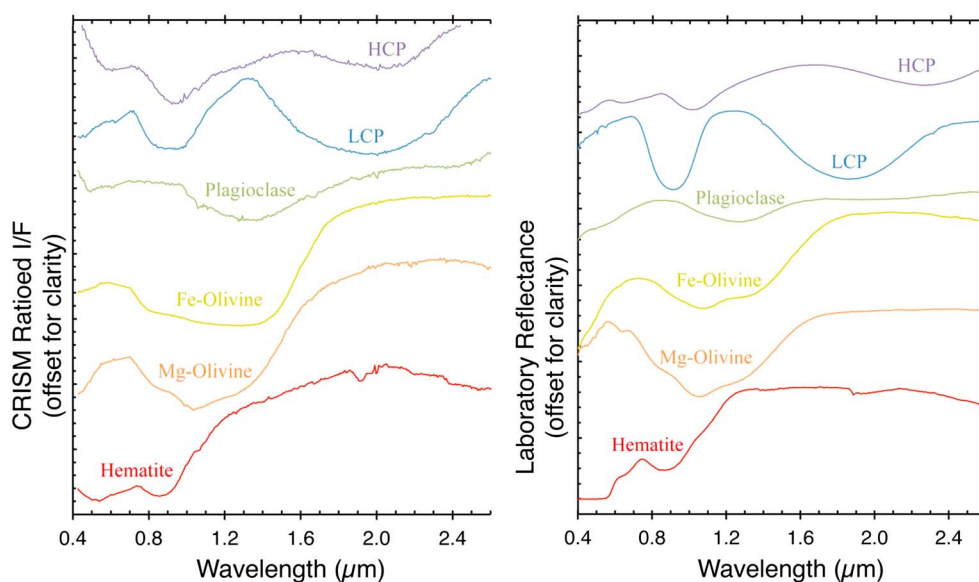 CRISM Ratioed I/F
(offset for clarity)
HCP
LCP
Plagioclase
Fe-Olivine
Mg-Olivine
Hematite
0.4 0.8 1.2 1.6 2.0 2.4
Wavelength (μm)
Laboratory Reflectance
(offset for clarity)
HCP
LCP
Plagioclase
Fe-Olivine
Mg-Olivine
Hematite
0.4 0.8 1.2 1.6 2.0 2.4
Wavelength (μm)